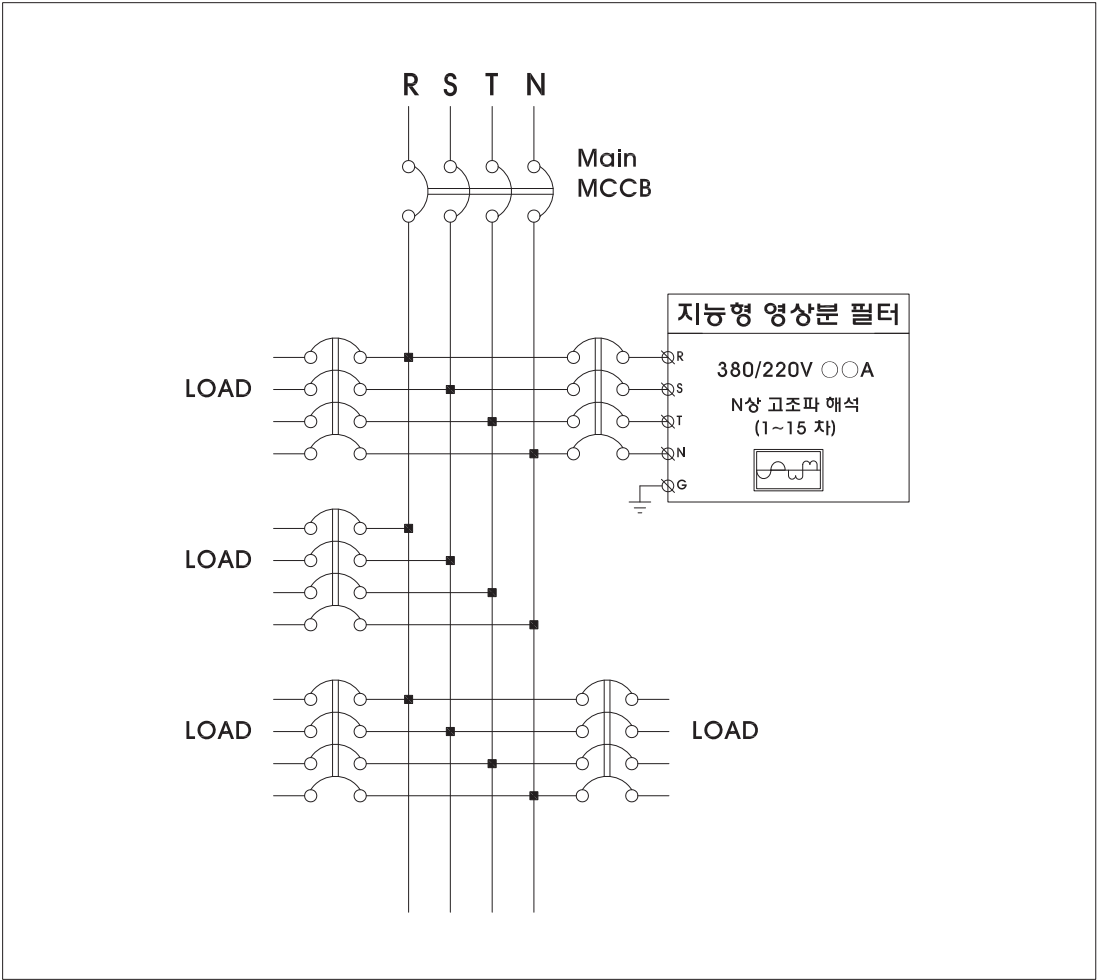 R S T N
Main
MCCB
지능형 영상분 필터
R
380/220V ○○A
LOAD
S
N상 고조파 해석
T
(1~15 차)
N
G
LOAD
LOAD
LOAD